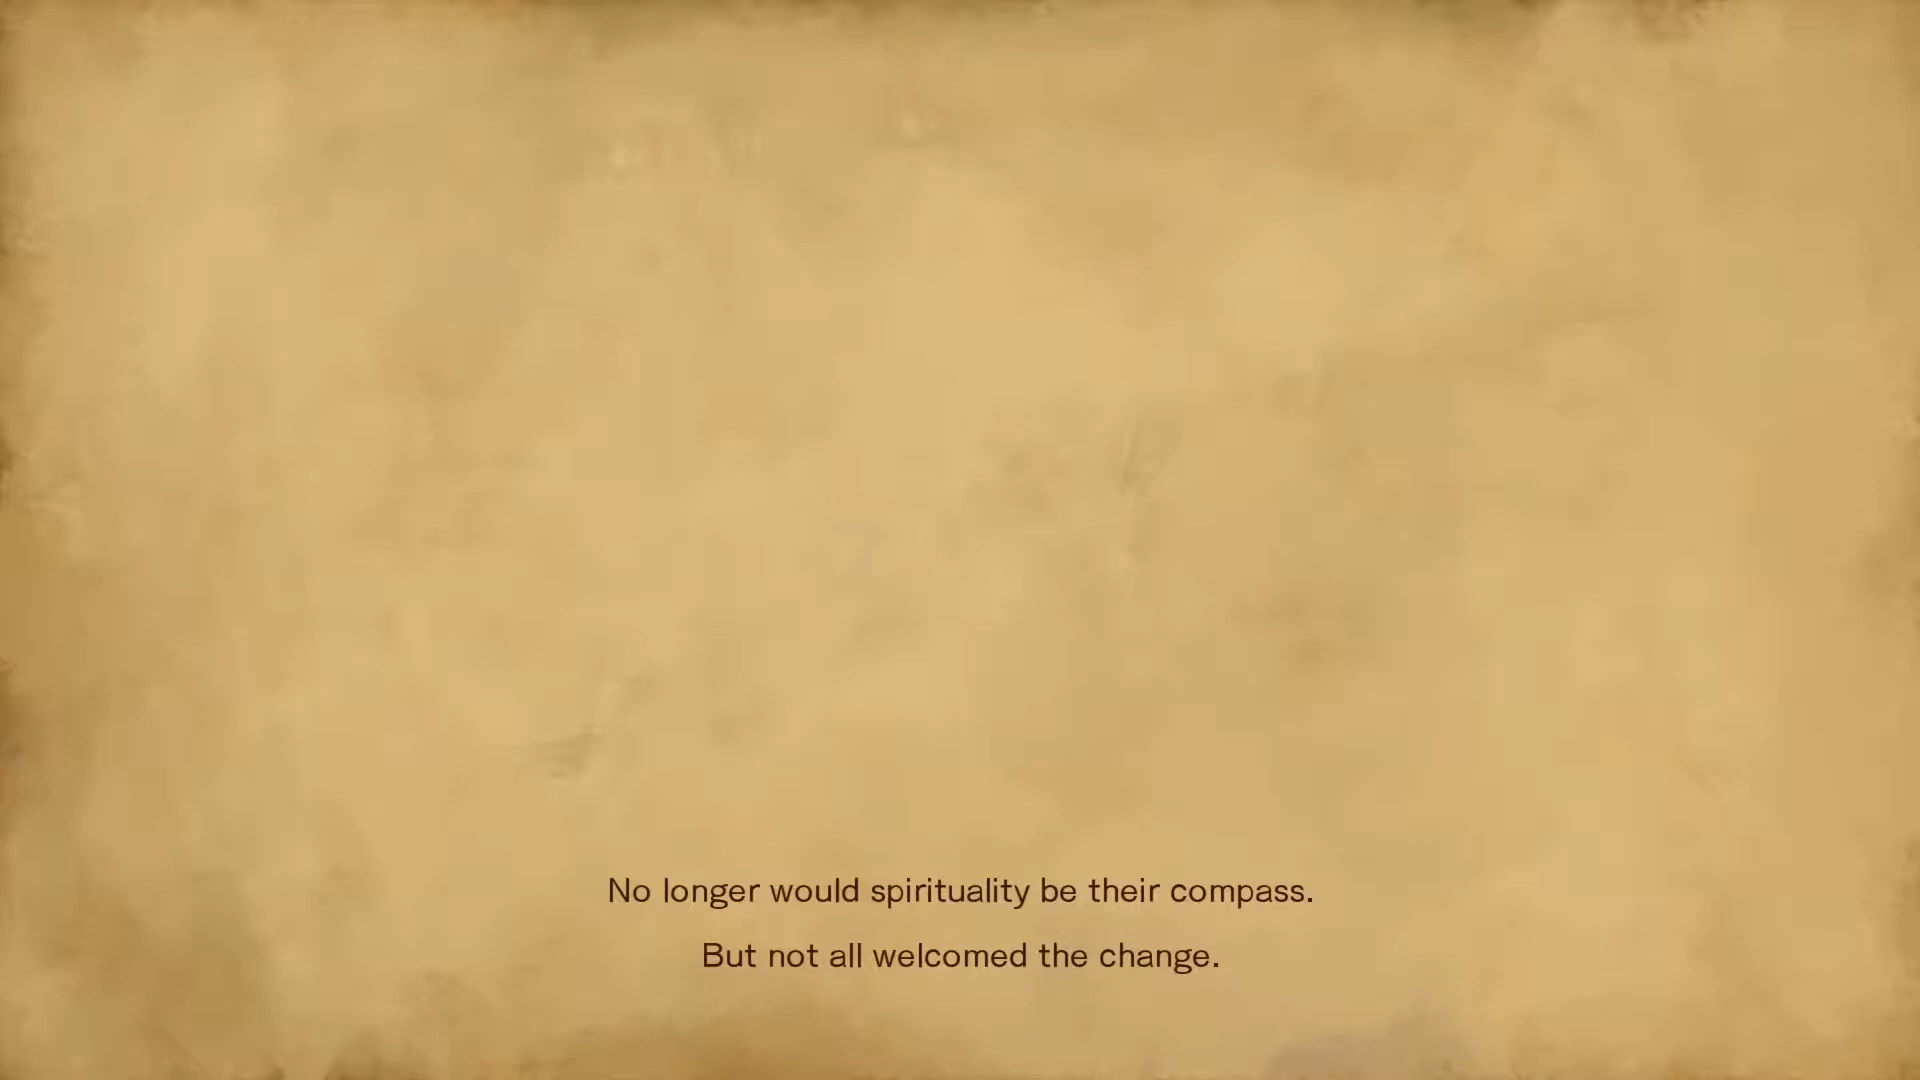 No longer would spirituality be their compass.
But not all welcomed the change.